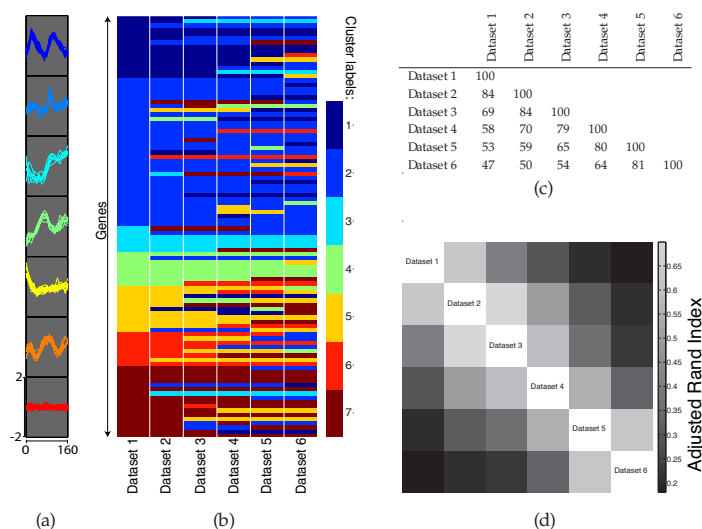 2
-2
0
160
(a)
Genes
Dataset 1
Dataset 2
Dataset 3
Dataset 4
Dataset 5
Dataset 6
Cluster labels:
1
2
3
4
5
6
7
(b)
Dataset 1
Dataset 2
Dataset 3
Dataset 4
Dataset 5
Dataset 6
Dataset 1 100
Dataset 2 84 100
Dataset 3 69 84 100
Dataset 4 58 70 79 100
Dataset 5 53 59 65 80 100
Dataset 6 47 50 54 64 81 100
(c)
Dataset 1
Dataset 2
Dataset 3
Dataset 4
Dataset 5
Dataset 6
0.65
0.6
0.55
0.5
0.45
0.4
0.35
0.3
0.25
0.2
Adjusted Rand Index
(d)